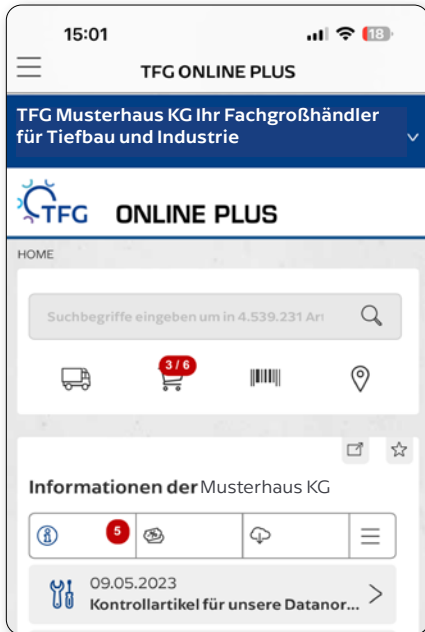 15:01
18
TFG ONLINE PLUS
TFG Musterhaus KG Ihr Fachgroßhändler
für Tiefbau und Industrie
TFG ONLINE PLUS
HOME
Suchbegriffe eingeben um in 4.539.231 Art
3 / 6
Informationen der Musterhaus KG
5
09.05.2023
Kontrollartikel für unsere Datanor...